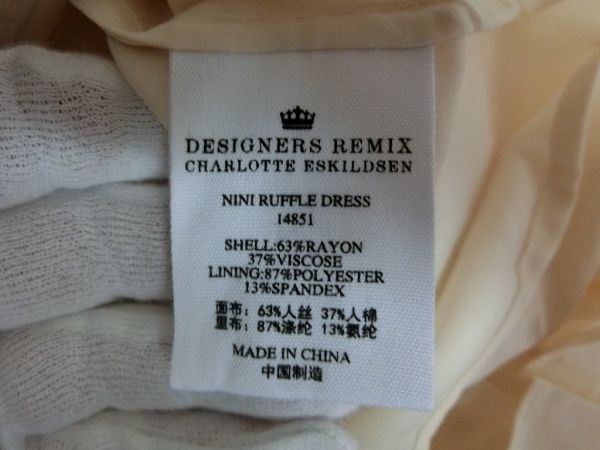 DESIGNERS REMIX
CHARLOTTE ESKILDSEN
NINI RUFFLE DRESS
14851
SHELL:63%RAYON
37%VISCOSE
LINING:87%POLYESTER
13%SPANDEX
面布：63%人丝 37%人棉
里布：87%涤纶 13%氨纶
MADE IN CHINA
中国制造